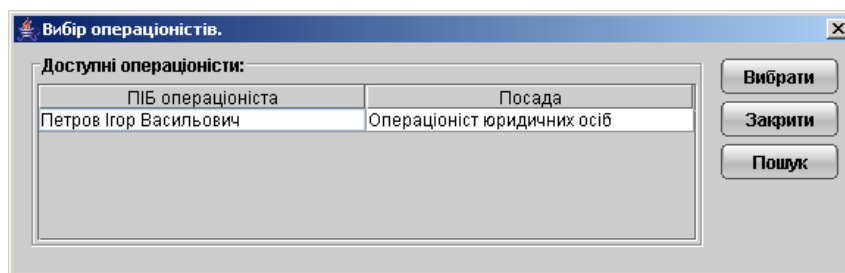 Вибір операціоністів.
Доступні операціоністи:
Вибрати
ПІБ операціоніста Посада
Петров Ігор Васильович Операціоніст юридичних осіб
Закрити
Пошук